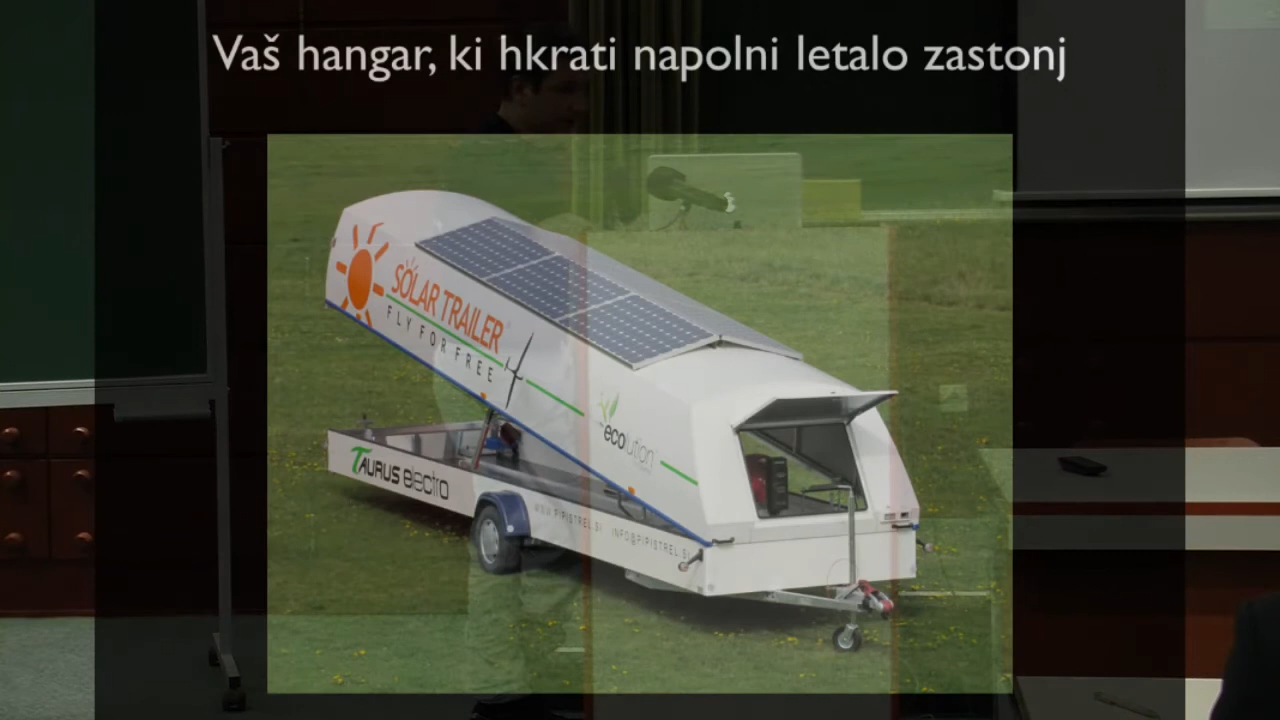 Vaš hangar, ki hkrati napolni letalo zastonj
SOLAR TRAILER
FLY FOR FREE
ecolution
TAURUS electro
WWW.PIPISTREL.SI INFO@PIPISTREL.SI